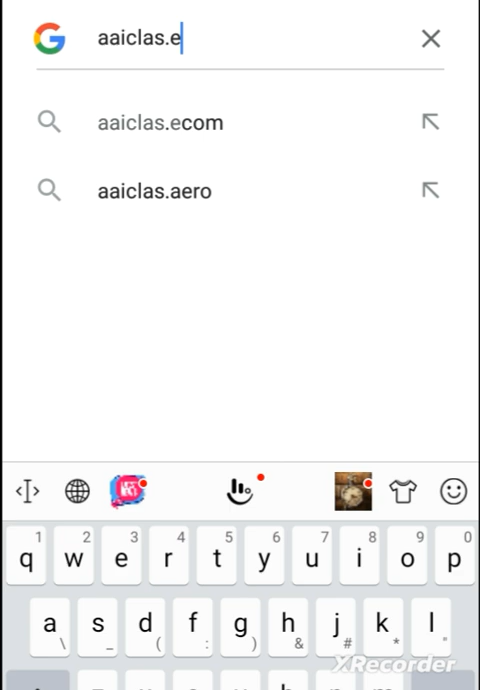 aaiclas.e
aaiclas.ecom
aaiclas.aero
1 2 3 4 5 6 7 8 9 0
q w e r t y u i o p
a s d f g h j k l
\ _ ( : ) & # * "
XRecorder